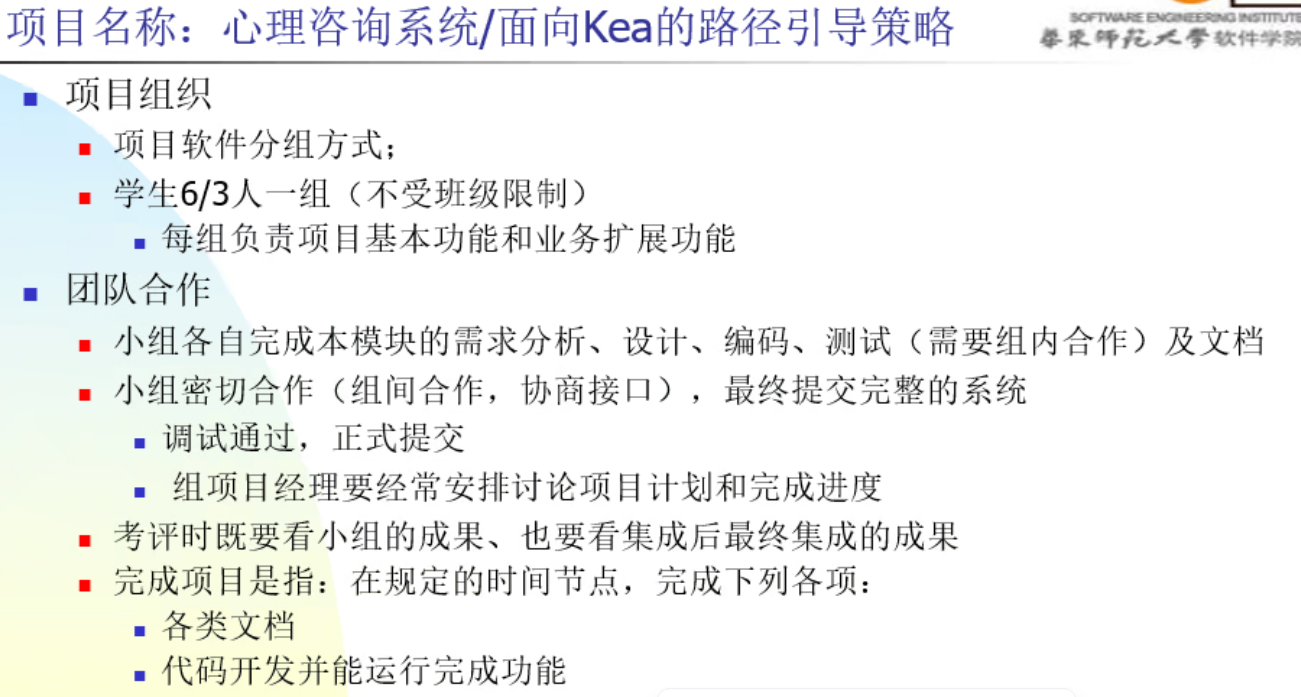 项目名称：心理咨询系统/面向Kea的路径引导策略
SOFTWARE ENGINEERING INSTITUTE
华东师范大学软件学院
项目组织
项目软件分组方式；
学生6/3人一组（不受班级限制）
每组负责项目基本功能和业务扩展功能
团队合作
小组各自完成本模块的需求分析、设计、编码、测试（需要组内合作）及文档
小组密切合作（组间合作，协商接口），最终提交完整的系统
调试通过，正式提交
组项目经理要经常安排讨论项目计划和完成进度
考评时既要看小组的成果、也要看集成后最终集成的成果
完成项目是指：在规定的时间节点，完成下列各项：
各类文档
代码开发并能运行完成功能